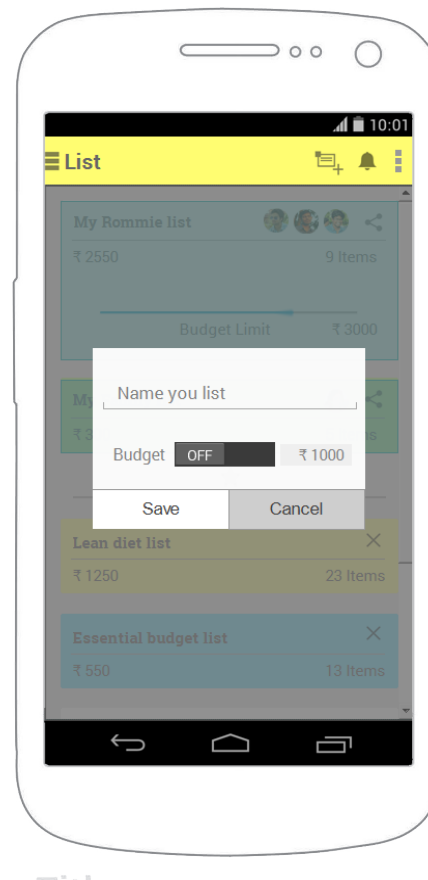 10:01
List
My Rommie list
₹ 2550 9 Items
Budget Limit ₹ 3000
Name you list
Budget OFF ₹ 1000
Save Cancel
Lean diet list
₹ 1250 23 Items
Essential budget list
₹ 550 13 Items